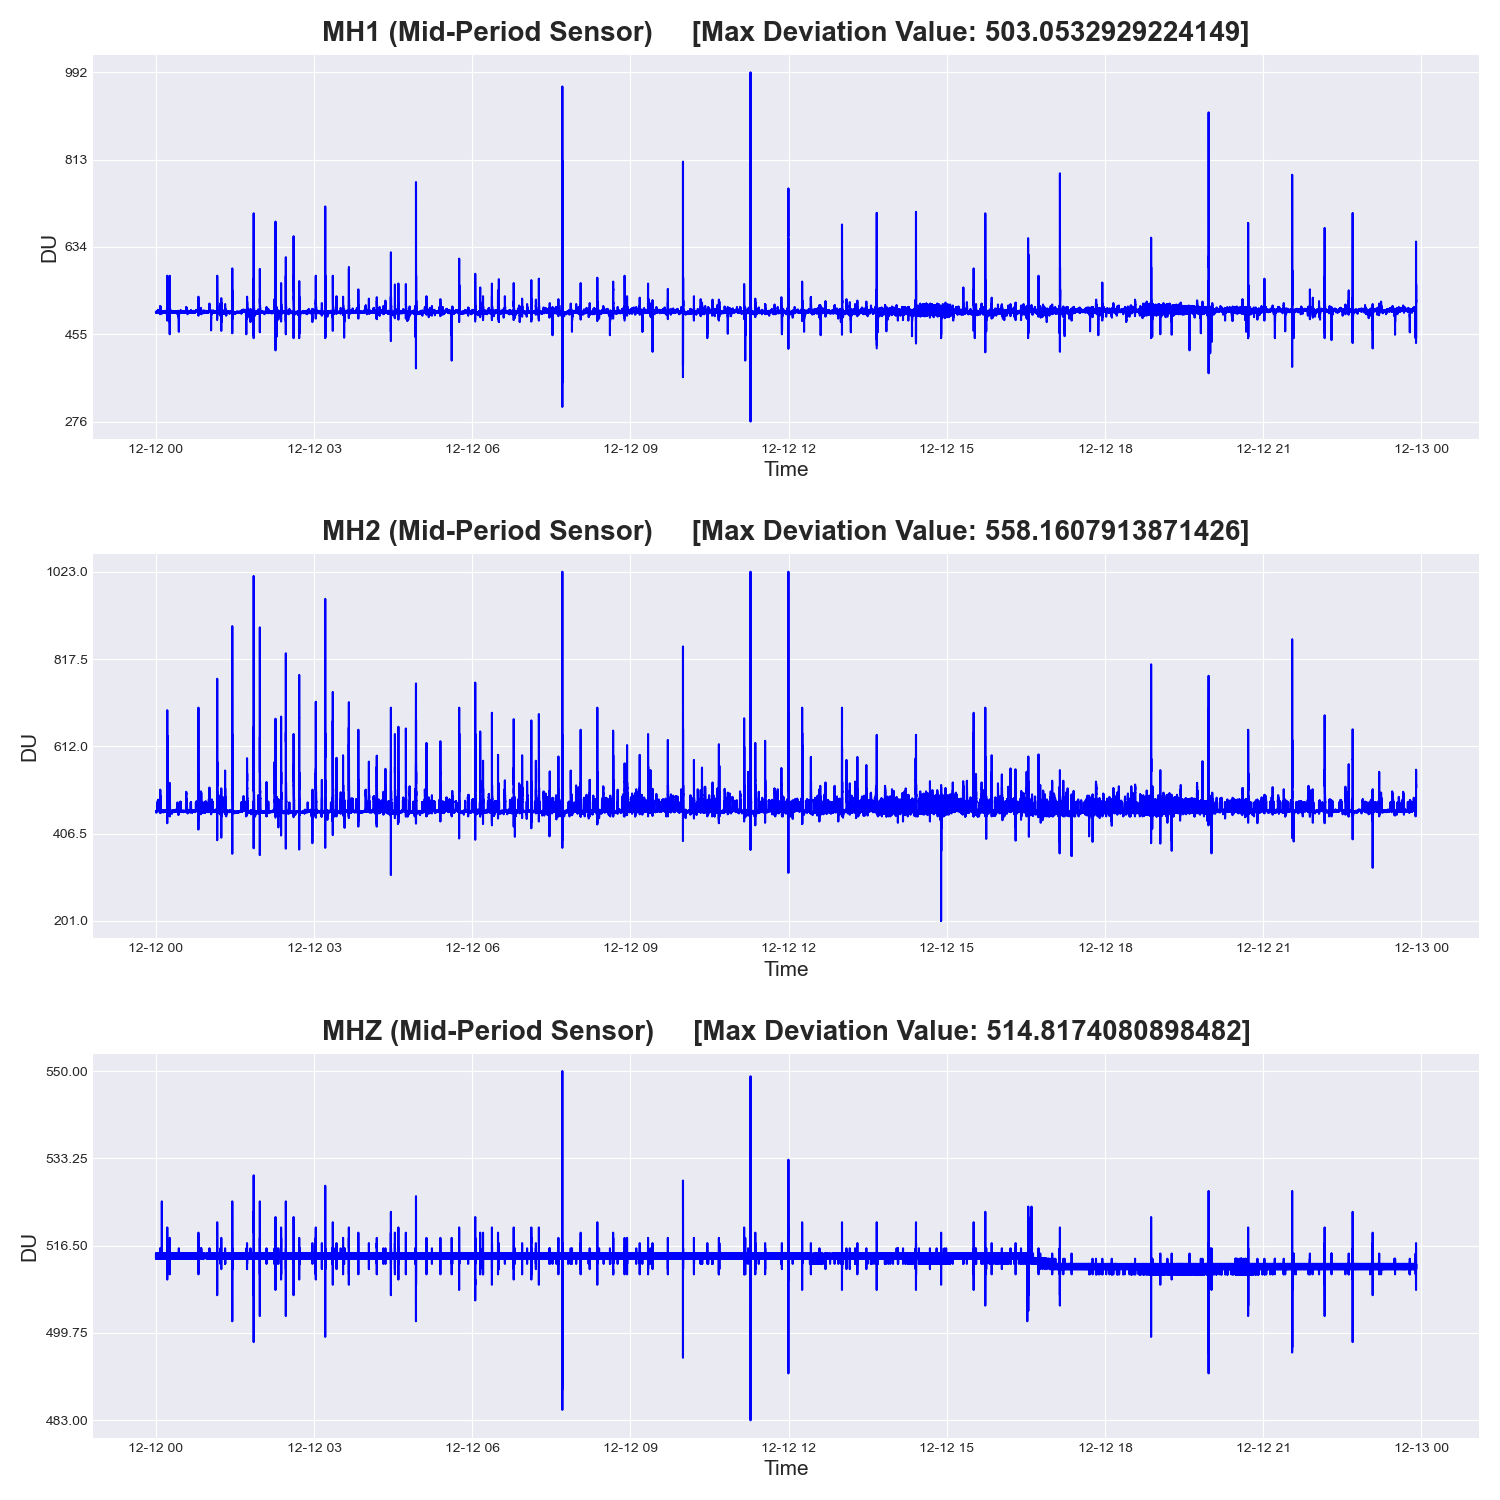 MH1 (Mid-Period Sensor)     [Max Deviation Value: 503.0532929224149]
992
813
634
455
276
DU
12-12 00 12-12 03 12-12 06 12-12 09 12-12 12 12-12 15 12-12 18 12-12 21 12-13 00
Time
MH2 (Mid-Period Sensor)     [Max Deviation Value: 558.1607913871426]
1023.0
817.5
612.0
406.5
201.0
DU
12-12 00 12-12 03 12-12 06 12-12 09 12-12 12 12-12 15 12-12 18 12-12 21 12-13 00
Time
MHZ (Mid-Period Sensor)     [Max Deviation Value: 514.8174080898482]
550.00
533.25
516.50
499.75
483.00
DU
12-12 00 12-12 03 12-12 06 12-12 09 12-12 12 12-12 15 12-12 18 12-12 21 12-13 00
Time